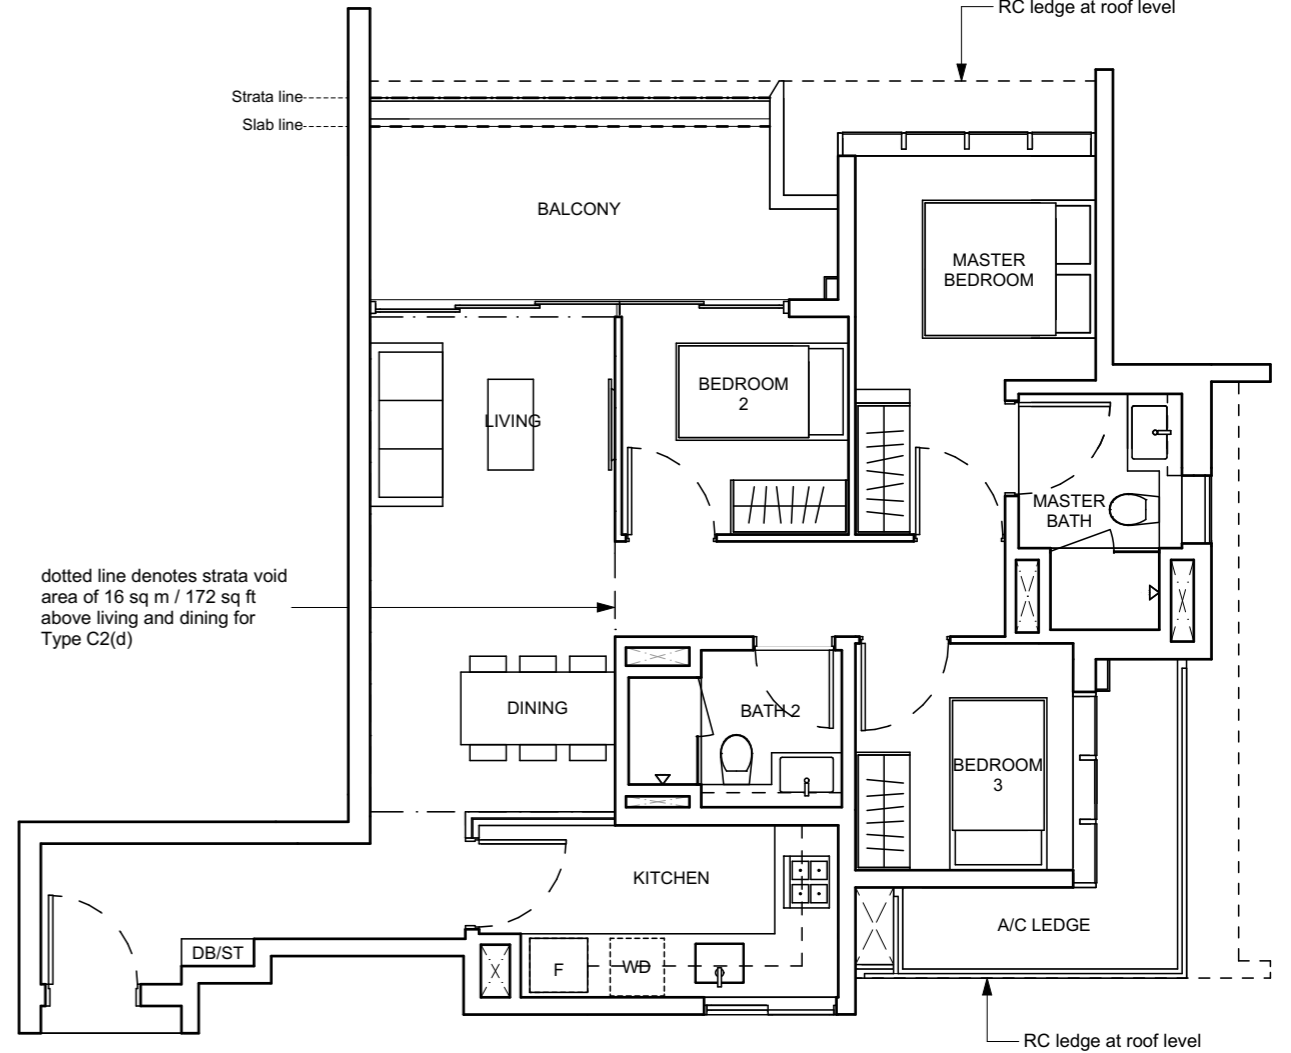 RC ledge at roof level
Strata line
Slab line
BALCONY
MASTER
BEDROOM
BEDROOM
2
LIVING
MASTER
BATH
dotted line denotes strata void
area of 16 sq m / 172 sq ft
above living and dining for
Type C2(d)
DINING
BATH 2
BEDROOM
3
KITCHEN
A/C LEDGE
DB/ST
F
WD
RC ledge at roof level